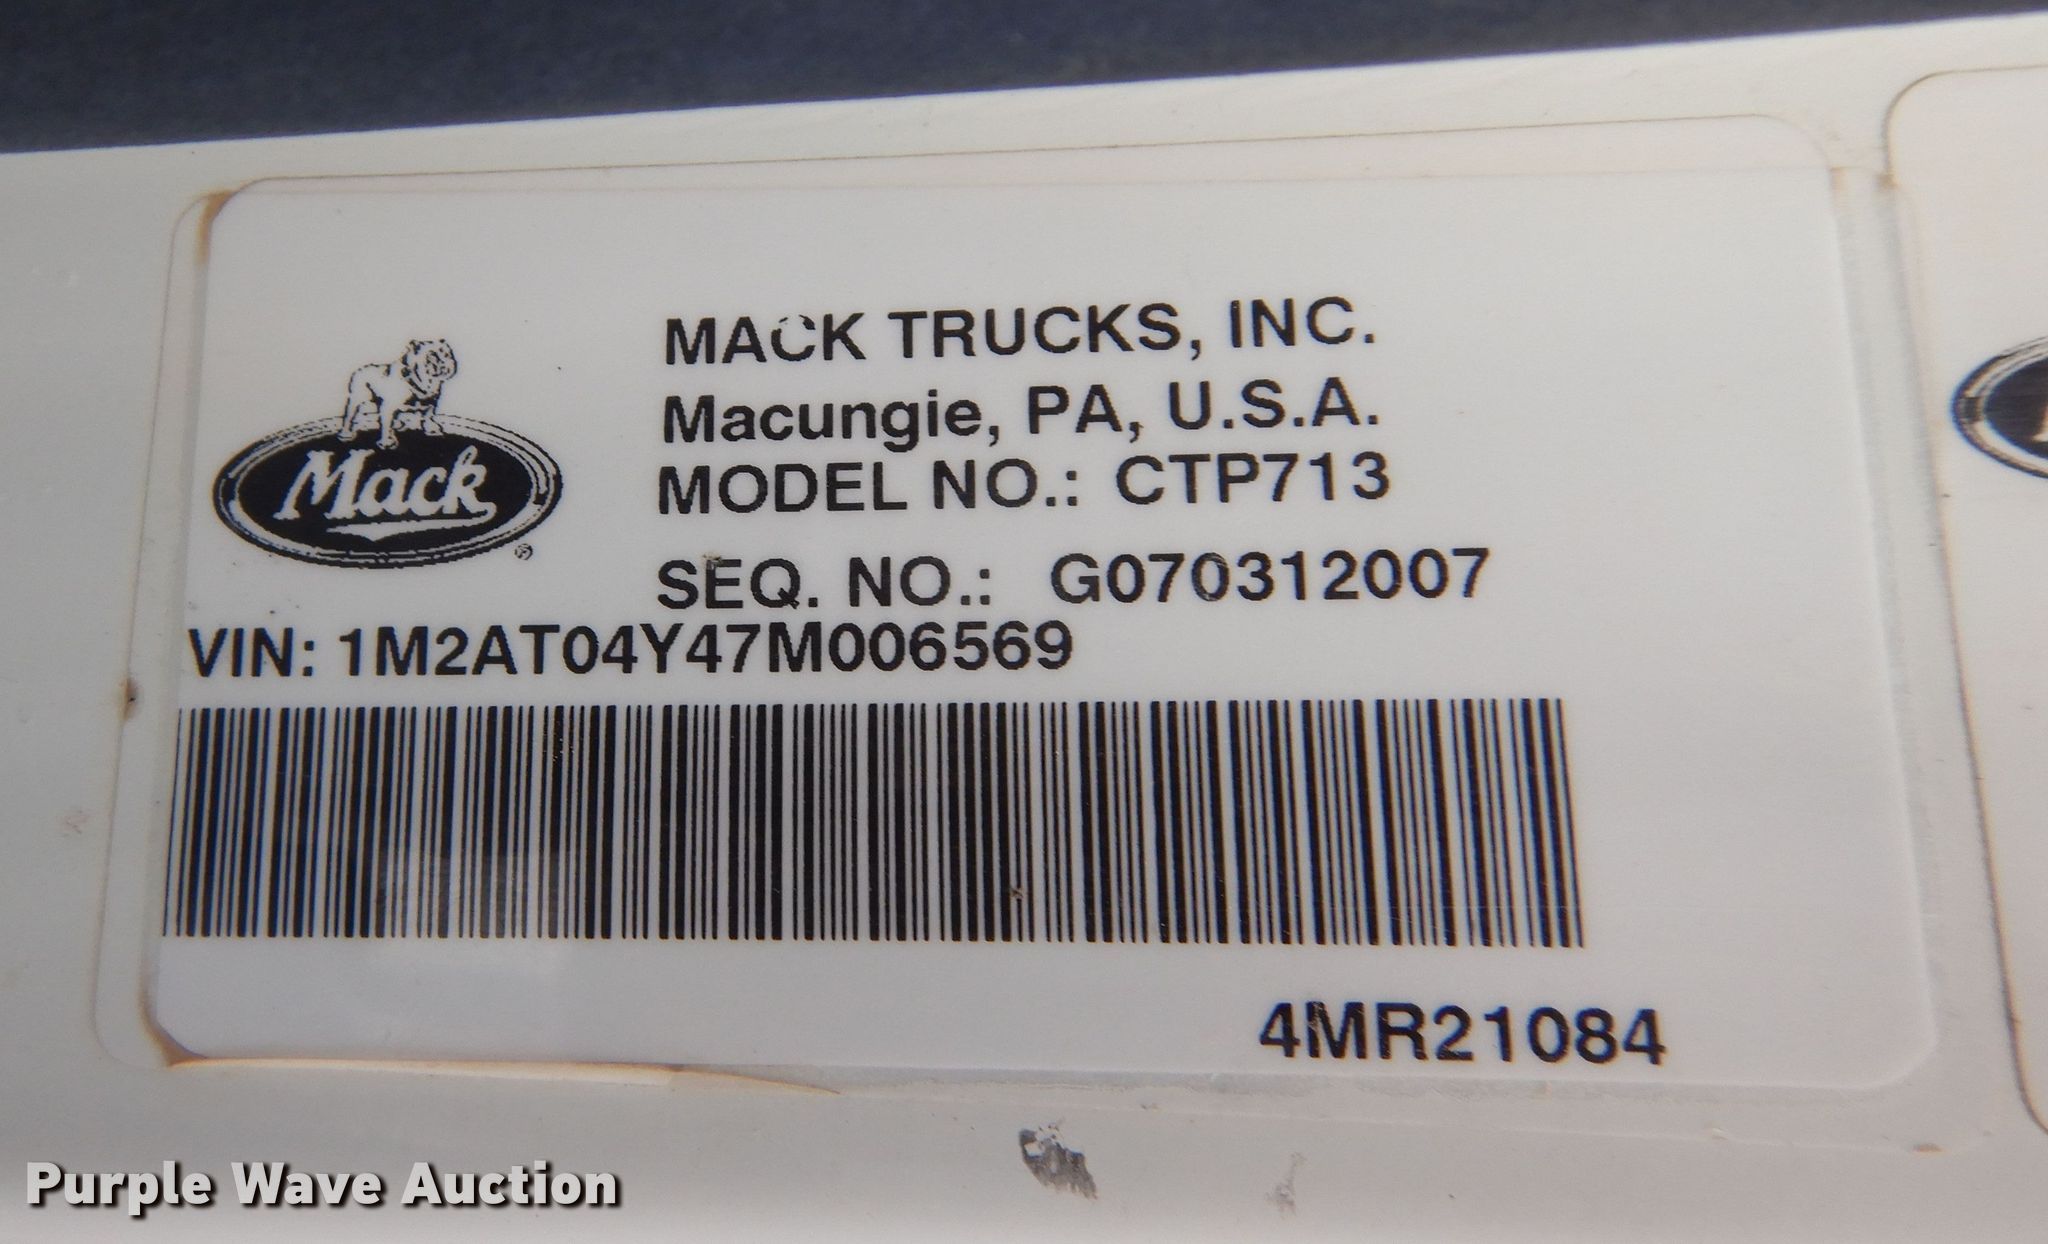 MACK TRUCKS, INC.
Macungie, PA, U.S.A.
MODEL NO.: CTP713
SEQ. NO.: G070312007
Mack
®
VIN: 1M2AT04Y47M006569
4MR21084
Purple Wave Auction